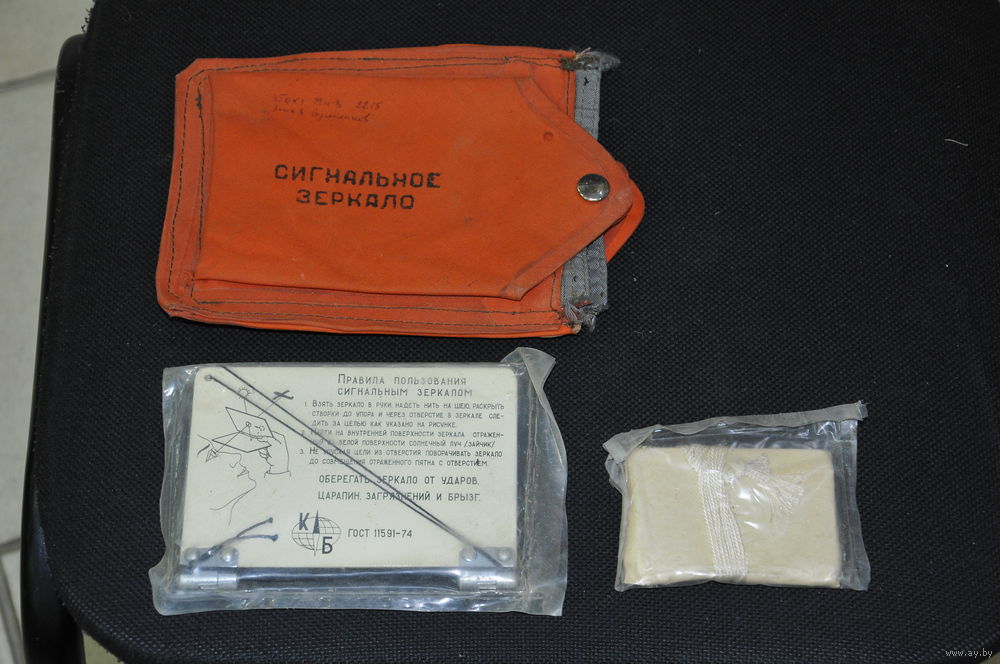 СИГНАЛЬНОЕ
ЗЕРКАЛО
ПРАВИЛА ПОЛЬЗОВАНИЯ
СИГНАЛЬНЫМ ЗЕРКАЛОМ
1. ВЗЯТЬ ЗЕРКАЛО В РУКИ, НАДЕТЬ НИТЬ НА ШЕЮ, РАСКРЫТЬ
СТВОРКИ ДО УПОРА И ЧЕРЕЗ ОТВЕРСТИЕ В ЗЕРКАЛЕ СЛЕ-
ДИТЬ ЗА ЦЕЛЬЮ КАК УКАЗАНО НА РИСУНКЕ.
2. НАЙТИ НА ВНУТРЕННЕЙ ПОВЕРХНОСТИ ЗЕРКАЛА ОТРАЖЕН-
БЕЛОЙ ПОВЕРХНОСТИ СОЛНЕЧНЫЙ ЛУЧ /ЗАЙЧИК/
3. НЕ УПУСКАЯ ЦЕЛИ ИЗ ОТВЕРСТИЯ ПОВОРАЧИВАТЬ ЗЕРКАЛО
ДО СОВМЕЩЕНИЯ ОТРАЖЕННОГО ПЯТНА С ОТВЕРСТИЕМ.
ОБЕРЕГАТЬ ЗЕРКАЛО ОТ УДАРОВ,
ЦАРАПИН, ЗАГРЯЗНЕНИЙ И БРЫЗГ.
К Б
ГОСТ 11591-74
www.ay.by